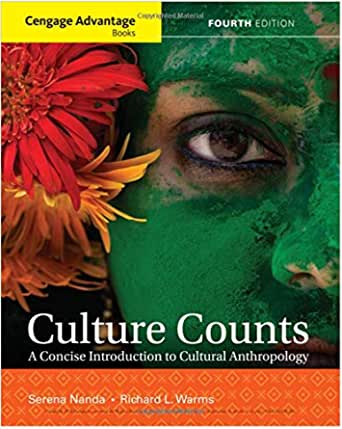 Cengage Advantage
Books
FOURTH EDITION
Culture Counts
A Concise Introduction to Cultural Anthropology
Serena Nanda • Richard L. Warms